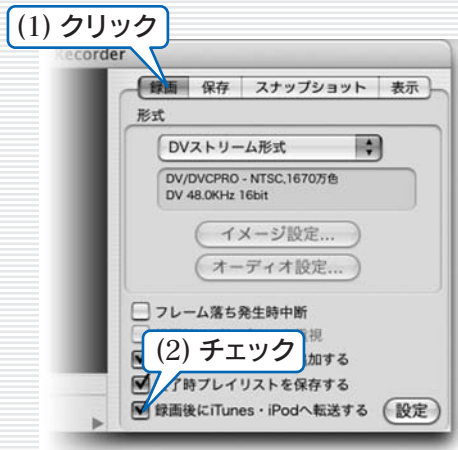 (1) クリック
ecorder
録画 保存 スナップショット 表示
形式
DVストリーム形式
DV/DVCPRO - NTSC,1670万色
DV 48.0KHz 16bit
イメージ設定...
オーディオ設定...
フレーム落ち発生時中断
(2) チェック
加する
時プレイリストを保存する
録画後にiTunes・iPodへ転送する 設定